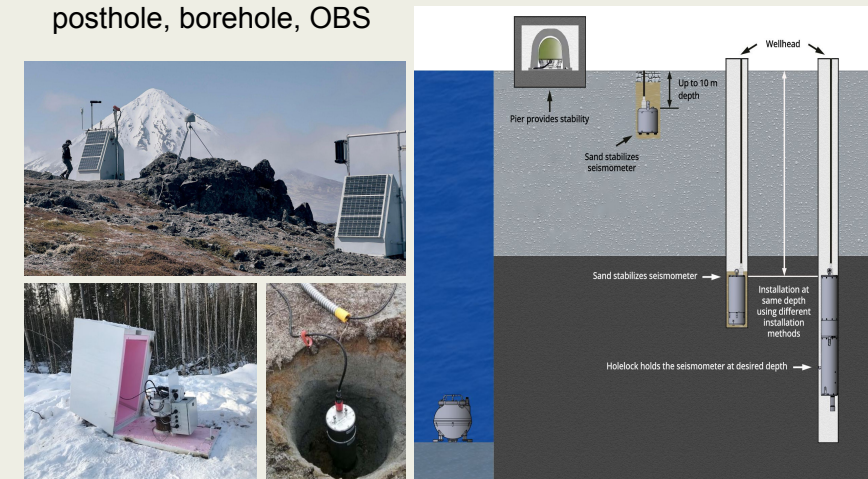 posthole, borehole, OBS
Wellhead
Up to 10 m
depth
Pier provides stability
Sand stabilizes
seismometer
Sand stabilizes seismometer
Installation at
same depth
using different
installation
methods
Holelock holds the seismometer at desired depth